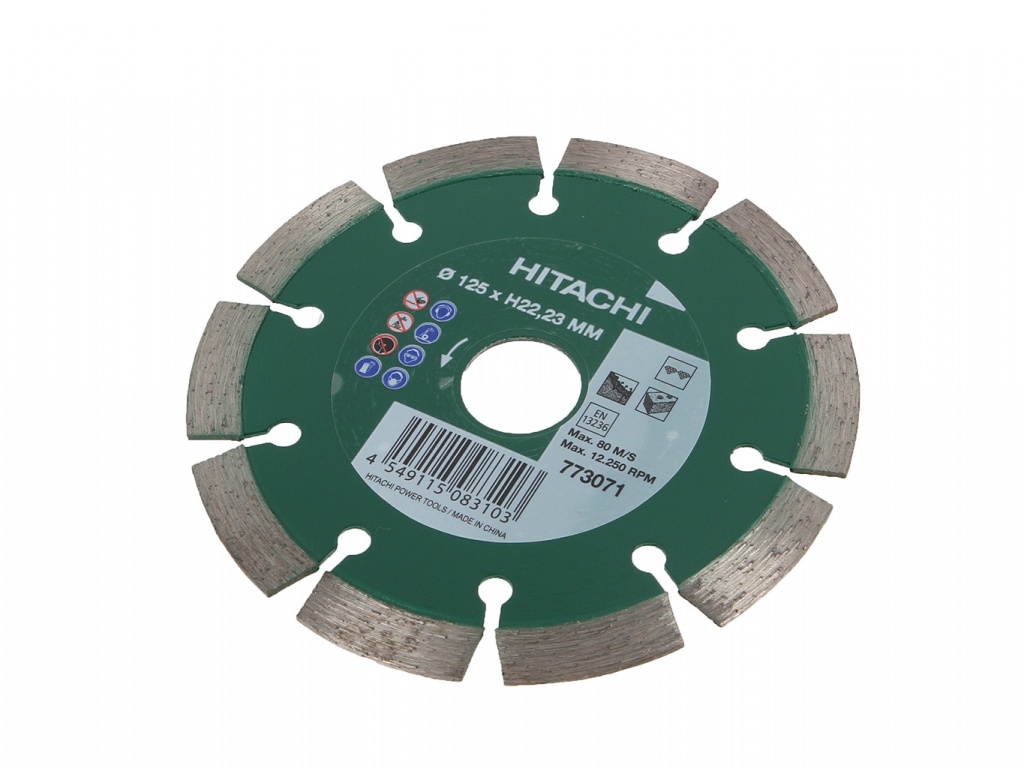 HITACHI
Ø 125 x H22,23 MM
EN
13236
Max. 80 M/S
Max. 12.250 RPM
773071
4 549115 083103
HITACHI POWER TOOLS / MADE IN CHINA